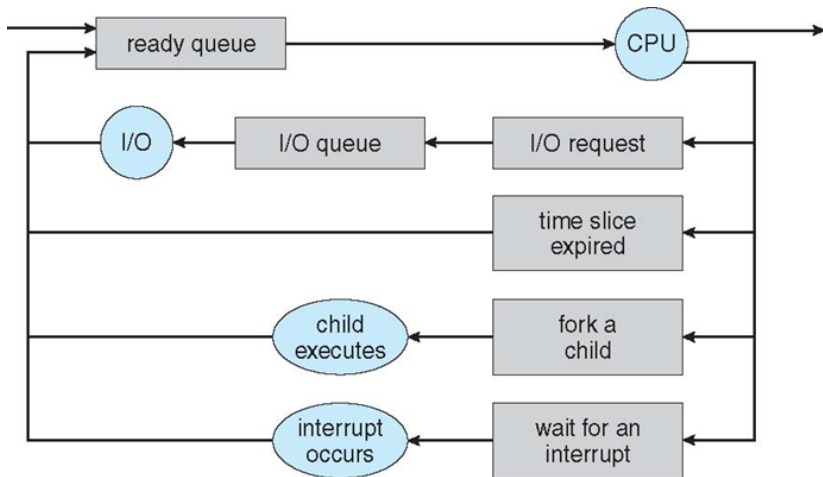 ready queue
CPU
I/O
I/O queue
I/O request
time slice
expired
child
executes
fork a
child
interrupt
occurs
wait for an
interrupt